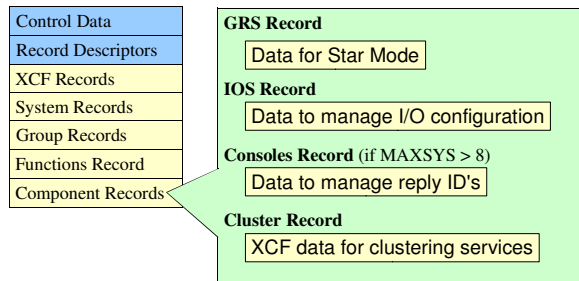 Control Data
Record Descriptors
XCF Records
System Records
Group Records
Functions Record
Component Records
GRS Record
Data for Star Mode
IOS Record
Data to manage I/O configuration
Consoles Record (if MAXSYS > 8)
Data to manage reply ID's
Cluster Record
XCF data for clustering services